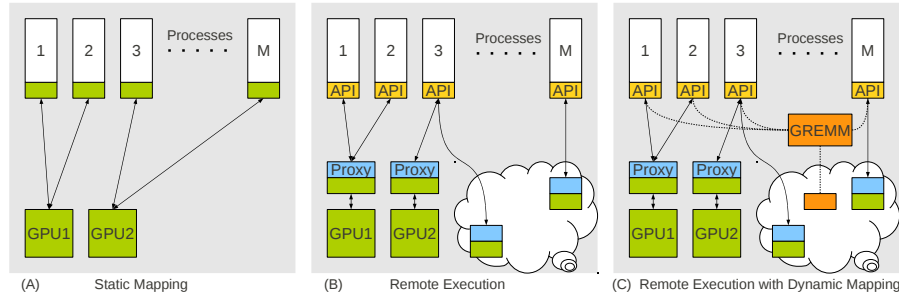 Processes
1 2 3 . . . . . M
GPU1 GPU2
(A) Static Mapping
Processes
1 2 3 . . . . . M
API API API API
Proxy Proxy
GPU1 GPU2
(B) Remote Execution
Processes
1 2 3 . . . . . M
API API API API
GREMM
Proxy Proxy
GPU1 GPU2
(C) Remote Execution with Dynamic Mapping